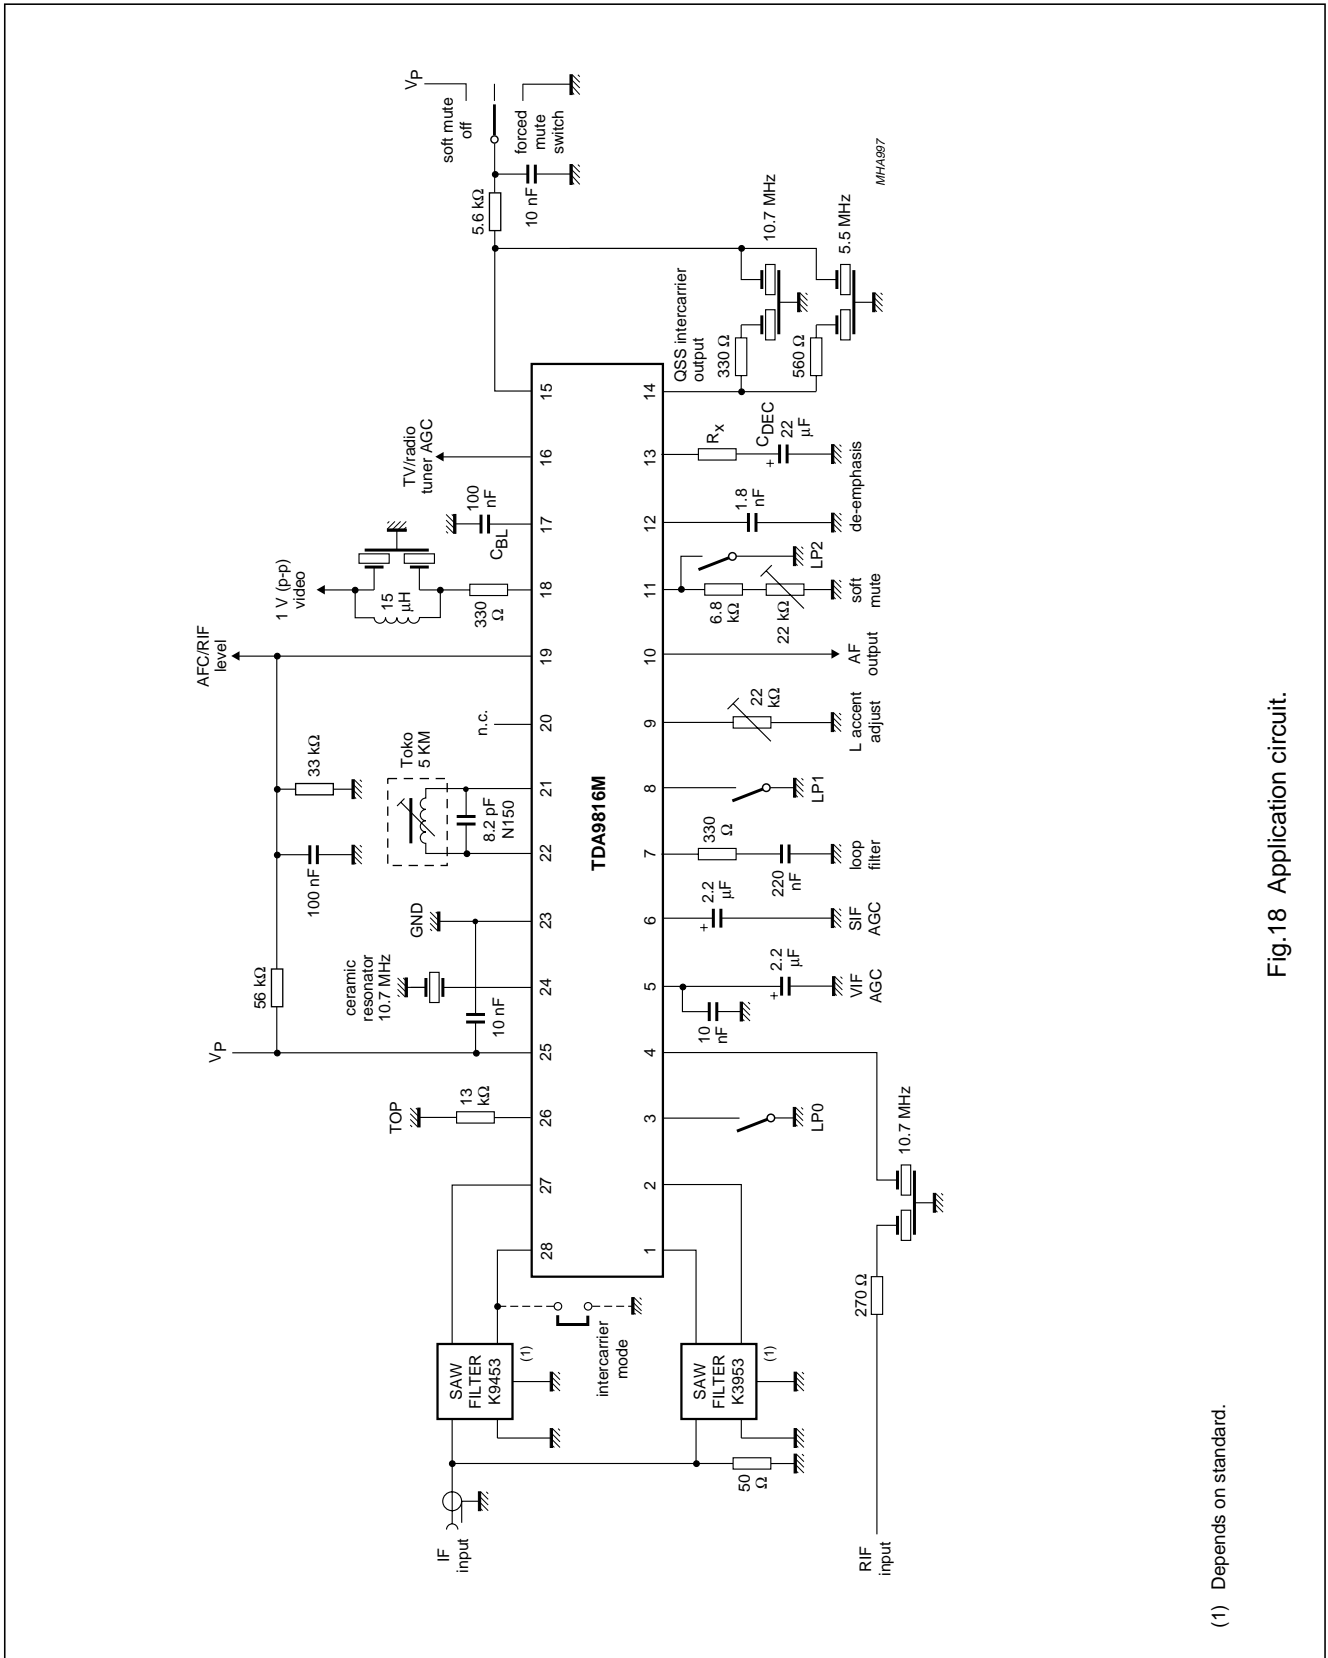 V_P
soft mute
off
forced
mute
switch
10 nF
5.6 kΩ
10.7 MHz
5.5 MHz
MHA997
QSS intercarrier
output
330 Ω
560 Ω
TV/radio
tuner AGC
100
nF
C_BL
1 V (p-p)
video
15
μH
330
Ω
AFC/RIF
level
n.c.
33 kΩ
Toko
5 KM
8.2 pF
N150
100 nF
GND
ceramic
resonator
10.7 MHz
10 nF
56 kΩ
V_P
TOP
13
kΩ
28
27
26
25
24
23
22
21
20
19
18
17
16
15
TDA9816M
1
2
3
4
5
6
7
8
9
10
11
12
13
14
R_x
C_DEC
+
22
μF
1.8
nF
de-emphasis
LP2
6.8
kΩ
22 kΩ
soft
mute
AF
output
22
kΩ
L accent
adjust
LP1
330
Ω
220
nF
loop
filter
2.2
μF
+
SIF
AGC
2.2
μF
+
10
nF
VIF
AGC
LP0
10.7 MHz
270 Ω
RIF
input
SAW
FILTER
K9453
(1)
intercarrier
mode
SAW
FILTER
K3953
(1)
50
Ω
IF
input
(1) Depends on standard.
Fig.18 Application circuit.